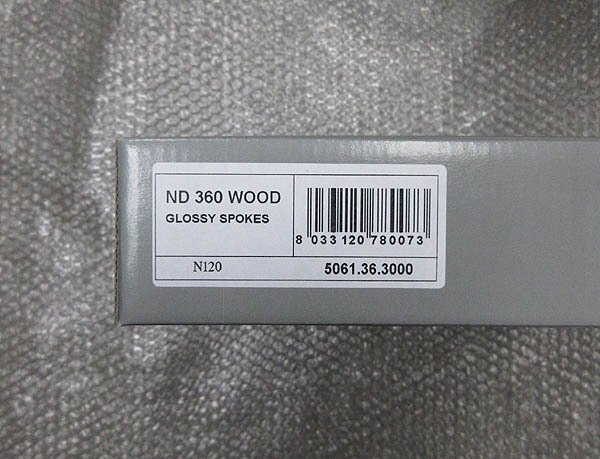 ND 360 WOOD
GLOSSY SPOKES
8 033120 780073
N120
5061.36.3000